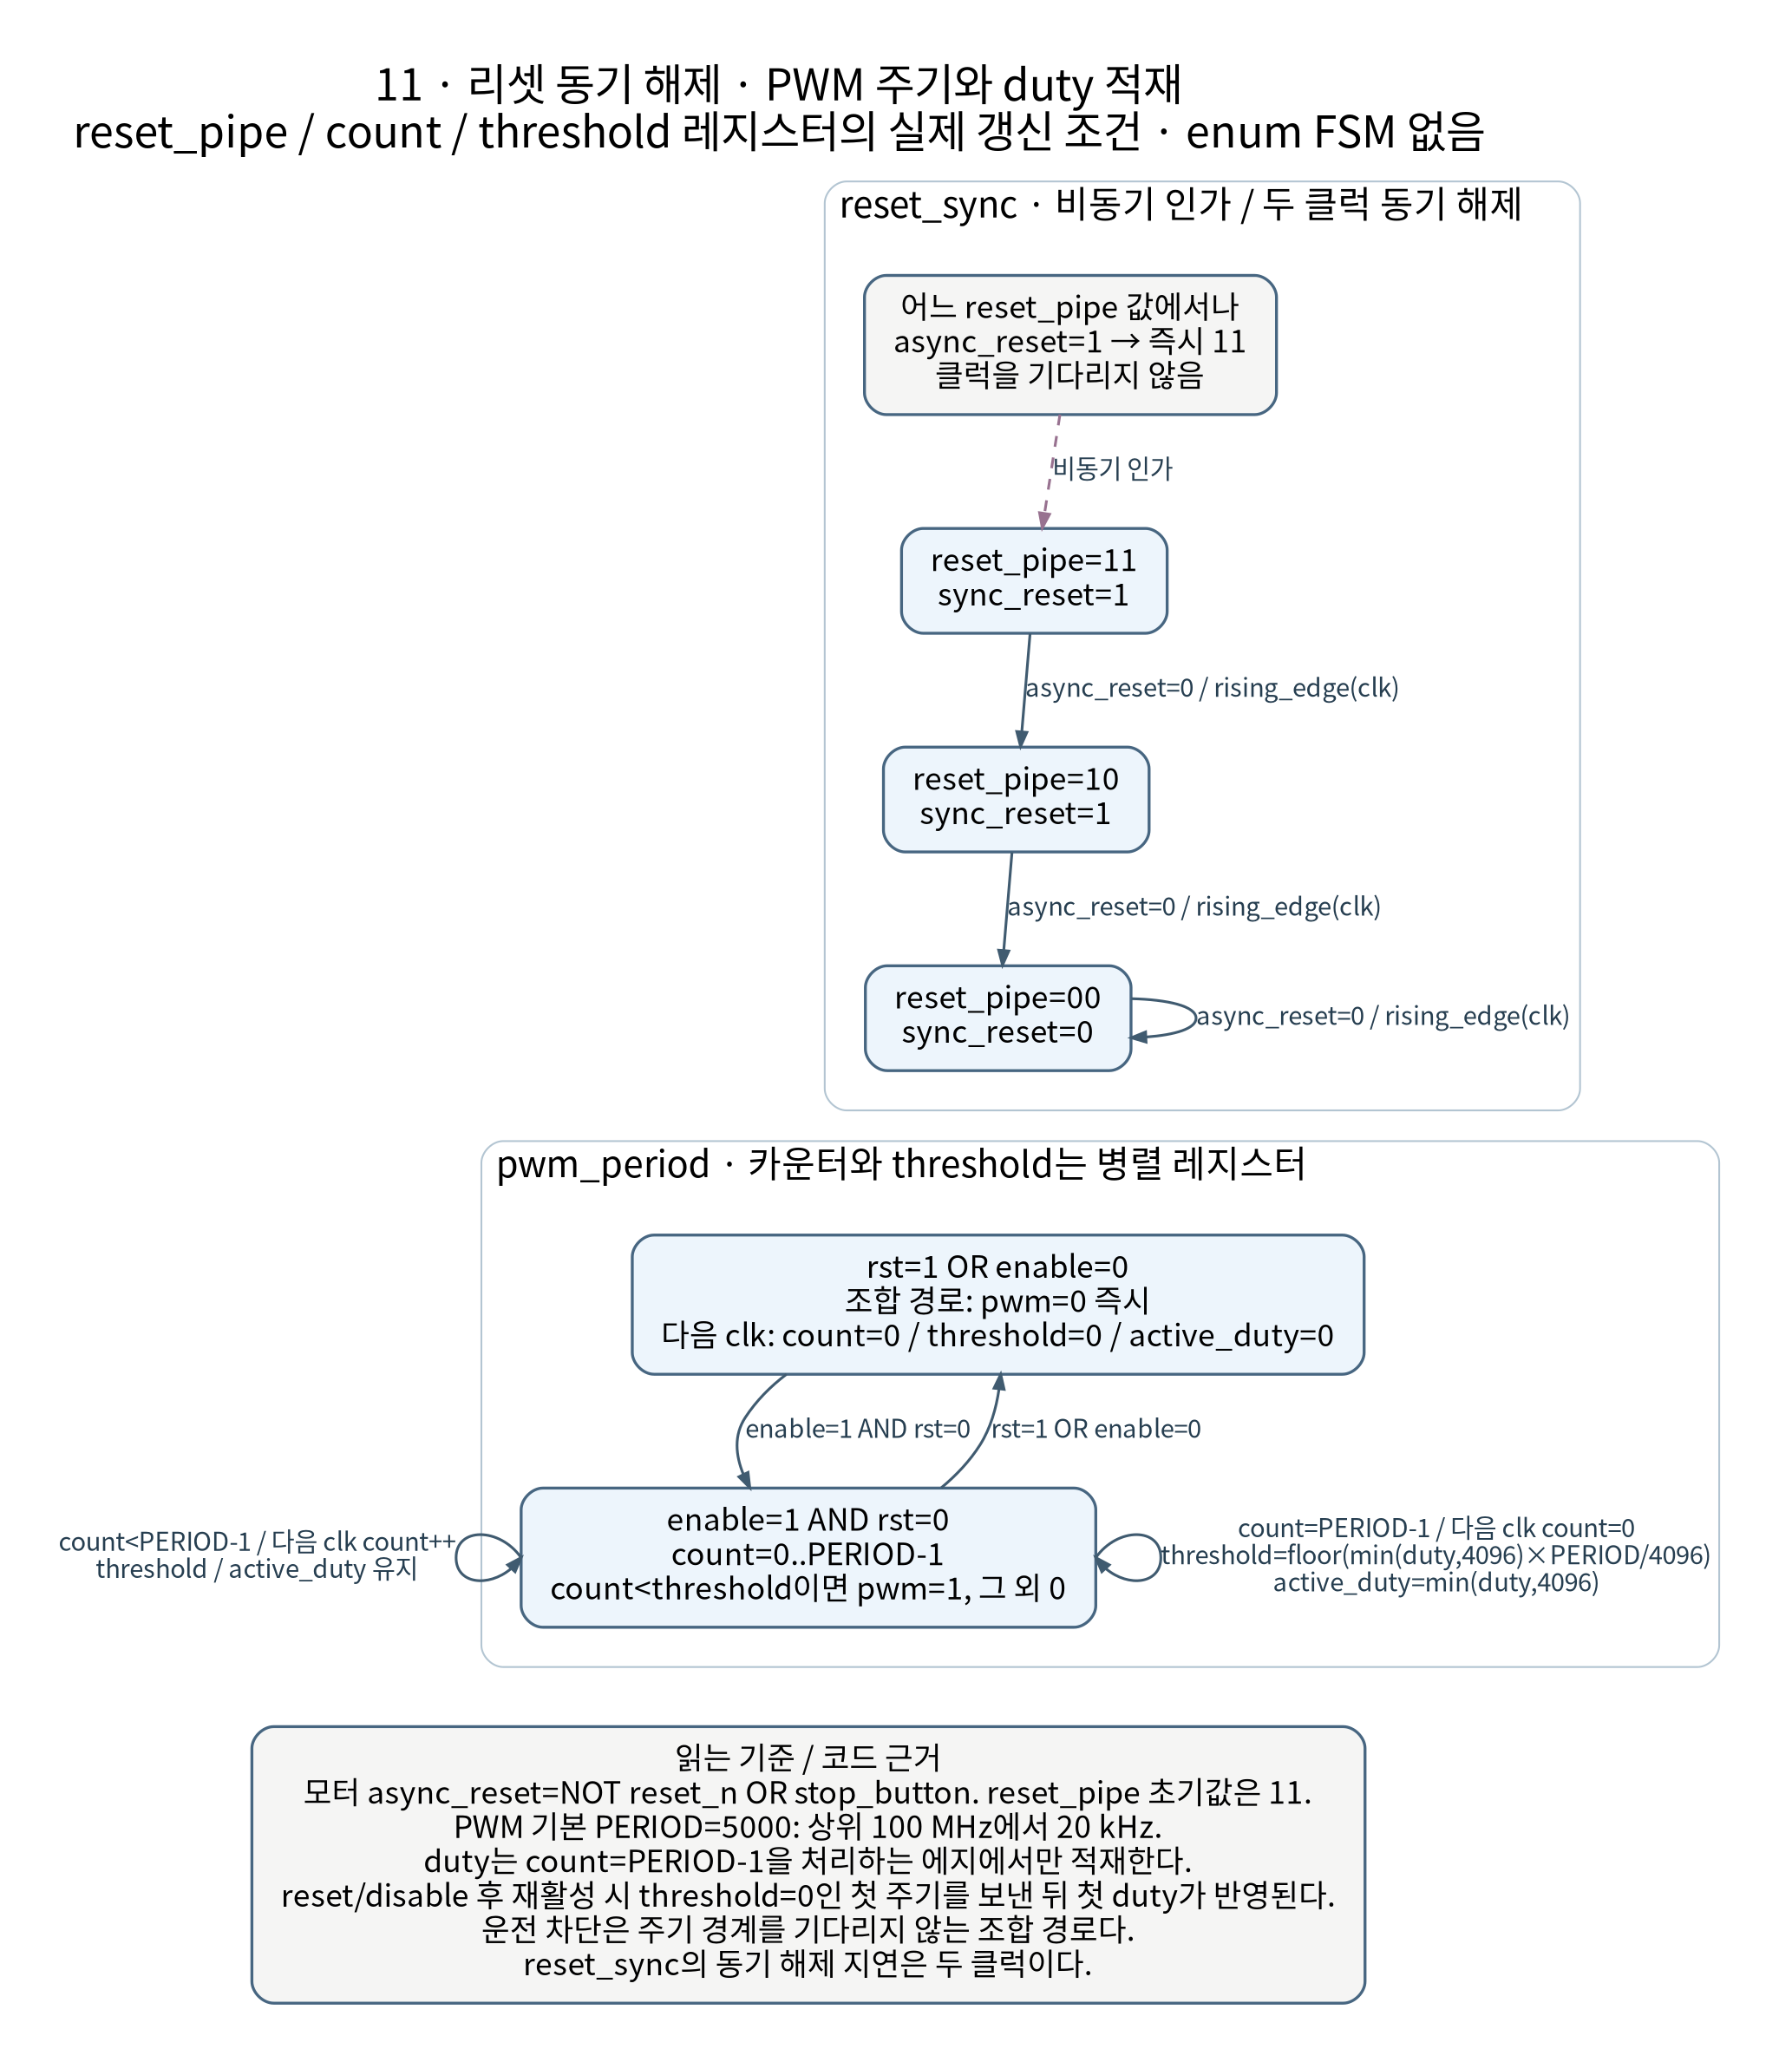 11 · 리셋 동기 해제 · PWM 주기와 duty 적재
reset_pipe / count / threshold 레지스터의 실제 갱신 조건 · enum FSM 없음
reset_sync · 비동기 인가 / 두 클럭 동기 해제
어느 reset_pipe 값에서나
async_reset=1 → 즉시 11
클럭을 기다리지 않음
비동기 인가
reset_pipe=11
sync_reset=1
async_reset=0 / rising_edge(clk)
reset_pipe=10
sync_reset=1
async_reset=0 / rising_edge(clk)
reset_pipe=00
sync_reset=0
async_reset=0 / rising_edge(clk)
pwm_period · 카운터와 threshold는 병렬 레지스터
rst=1 OR enable=0
조합 경로: pwm=0 즉시
다음 clk: count=0 / threshold=0 / active_duty=0
enable=1 AND rst=0
rst=1 OR enable=0
count<PERIOD-1 / 다음 clk count++
threshold / active_duty 유지
enable=1 AND rst=0
count=0..PERIOD-1
count<threshold이면 pwm=1, 그 외 0
count=PERIOD-1 / 다음 clk count=0
threshold=floor(min(duty,4096)×PERIOD/4096)
active_duty=min(duty,4096)
읽는 기준 / 코드 근거
모터 async_reset=NOT reset_n OR stop_button. reset_pipe 초기값은 11.
PWM 기본 PERIOD=5000: 상위 100 MHz에서 20 kHz.
duty는 count=PERIOD-1을 처리하는 에지에서만 적재한다.
reset/disable 후 재활성 시 threshold=0인 첫 주기를 보낸 뒤 첫 duty가 반영된다.
운전 차단은 주기 경계를 기다리지 않는 조합 경로다.
reset_sync의 동기 해제 지연은 두 클럭이다.